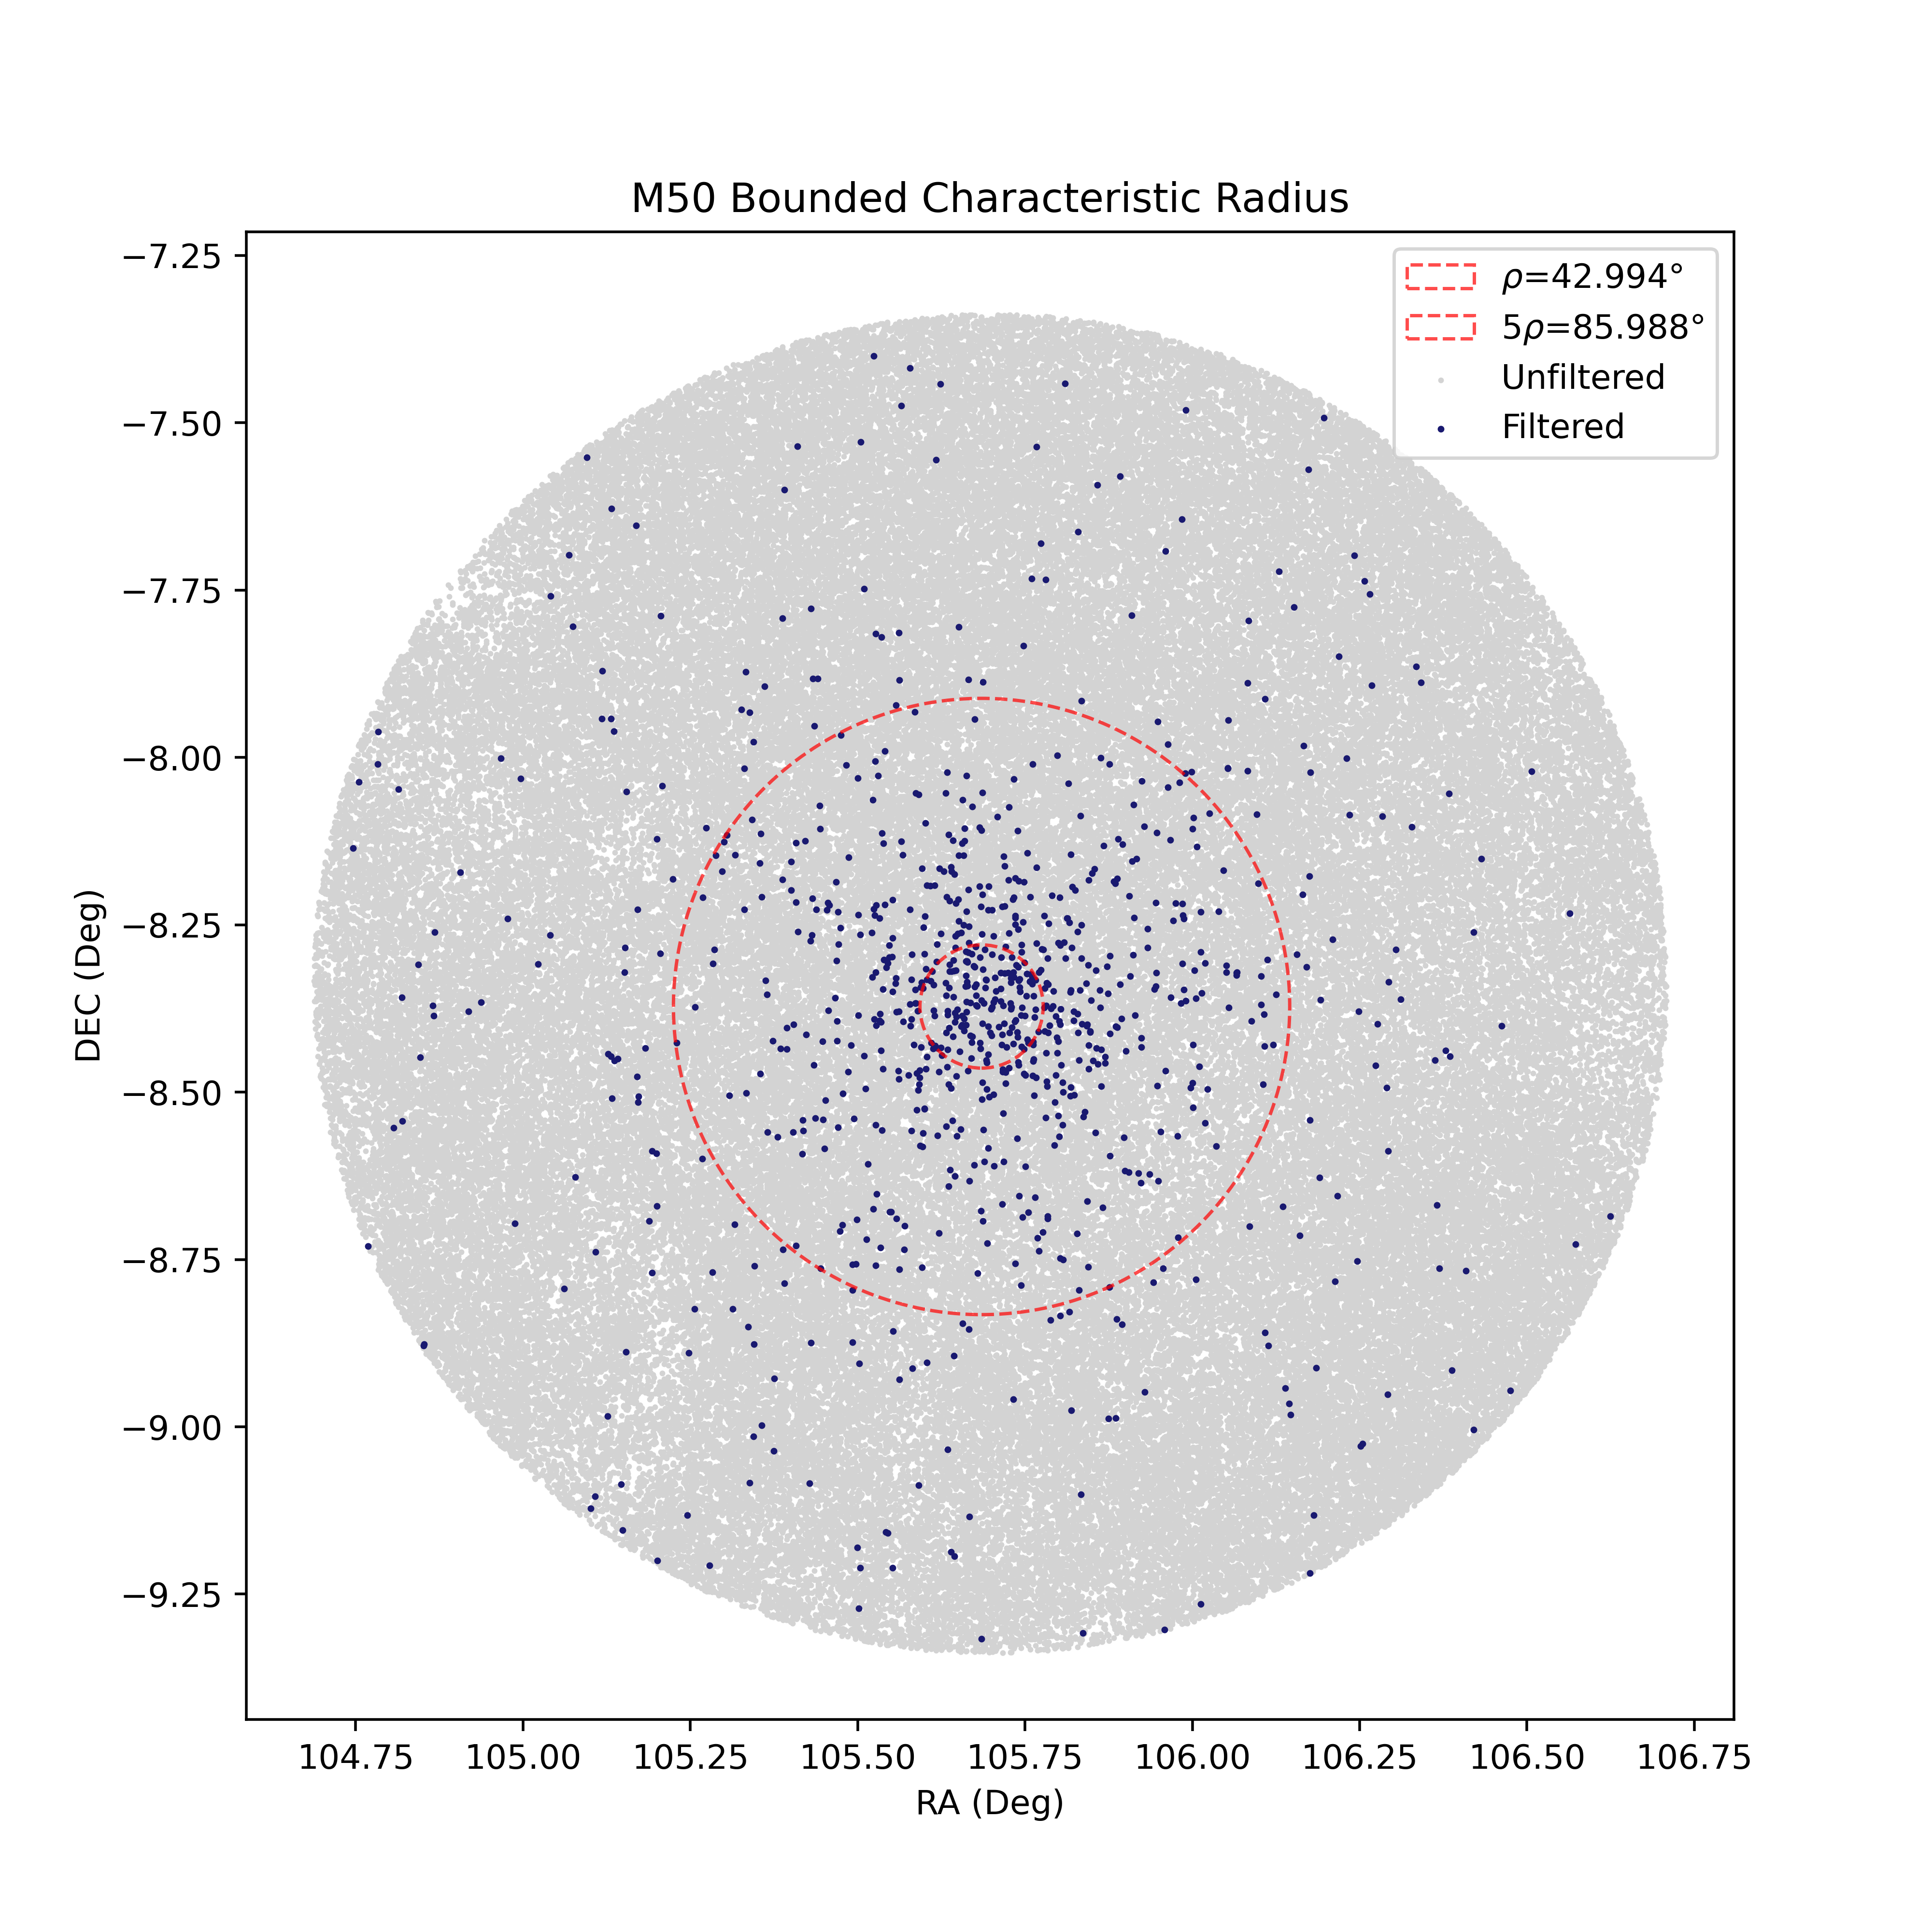 M50 Bounded Characteristic Radius
ρ=42.994°
5ρ=85.988°
Unfiltered
Filtered
−7.25
−7.50
−7.75
−8.00
−8.25
−8.50
−8.75
−9.00
−9.25
DEC (Deg)
104.75 105.00 105.25 105.50 105.75 106.00 106.25 106.50 106.75
RA (Deg)